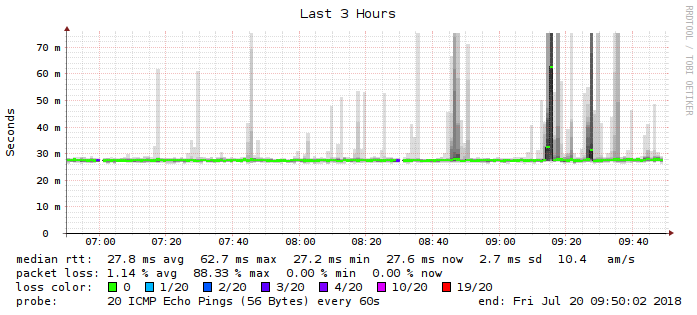 Last 3 Hours
RRDTOOL / TOBI OETIKER
Seconds
70 m
60 m
50 m
40 m
30 m
20 m
10 m
0
07:00 07:20 07:40 08:00 08:20 08:40 09:00 09:20 09:40
median rtt: 27.8 ms avg 62.7 ms max 27.2 ms min 27.6 ms now 2.7 ms sd 10.4 am/s
packet loss: 1.14 % avg 88.33 % max 0.00 % min 0.00 % now
loss color: 0 1/20 2/20 3/20 4/20 10/20 19/20
probe: 20 ICMP Echo Pings (56 Bytes) every 60s end: Fri Jul 20 09:50:02 2018